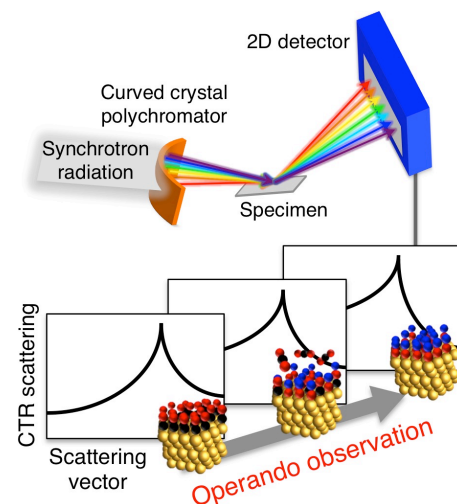 2D detector
Curved crystal
polychromator
Synchrotron
radiation
Specimen
CTR scattering
Scattering
vector
Operando observation